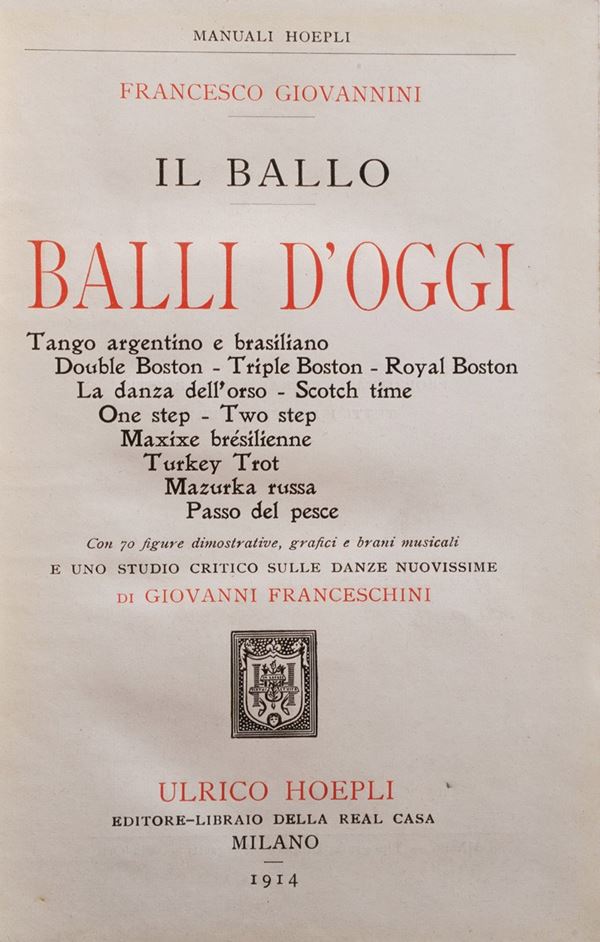 MANUALI HOEPLI
FRANCESCO GIOVANNINI
IL BALLO
BALLI D'OGGI
Tango argentino e brasiliano
Double Boston - Triple Boston - Royal Boston
La danza dell'orso - Scotch time
One step - Two step
Maxixe brésilienne
Turkey Trot
Mazurka russa
Passo del pesce
Con 70 figure dimostrative, grafici e brani musicali
E UNO STUDIO CRITICO SULLE DANZE NUOVISSIME
DI GIOVANNI FRANCESCHINI
H
ULRICO HOEPLI
EDITORE-LIBRAIO DELLA REAL CASA
MILANO
1914